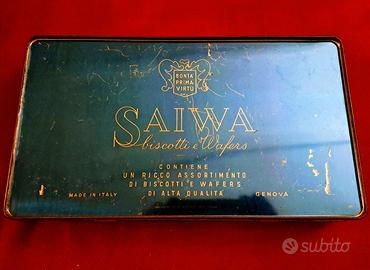 BONTA
PRIMA
VIRTÙ
SAIWA
biscotti e Wafers
CONTIENE
UN RICCO ASSORTIMENTO
DI BISCOTTI E WAFERS
MADE IN ITALY DI ALTA QUALITÀ GENOVA
subito